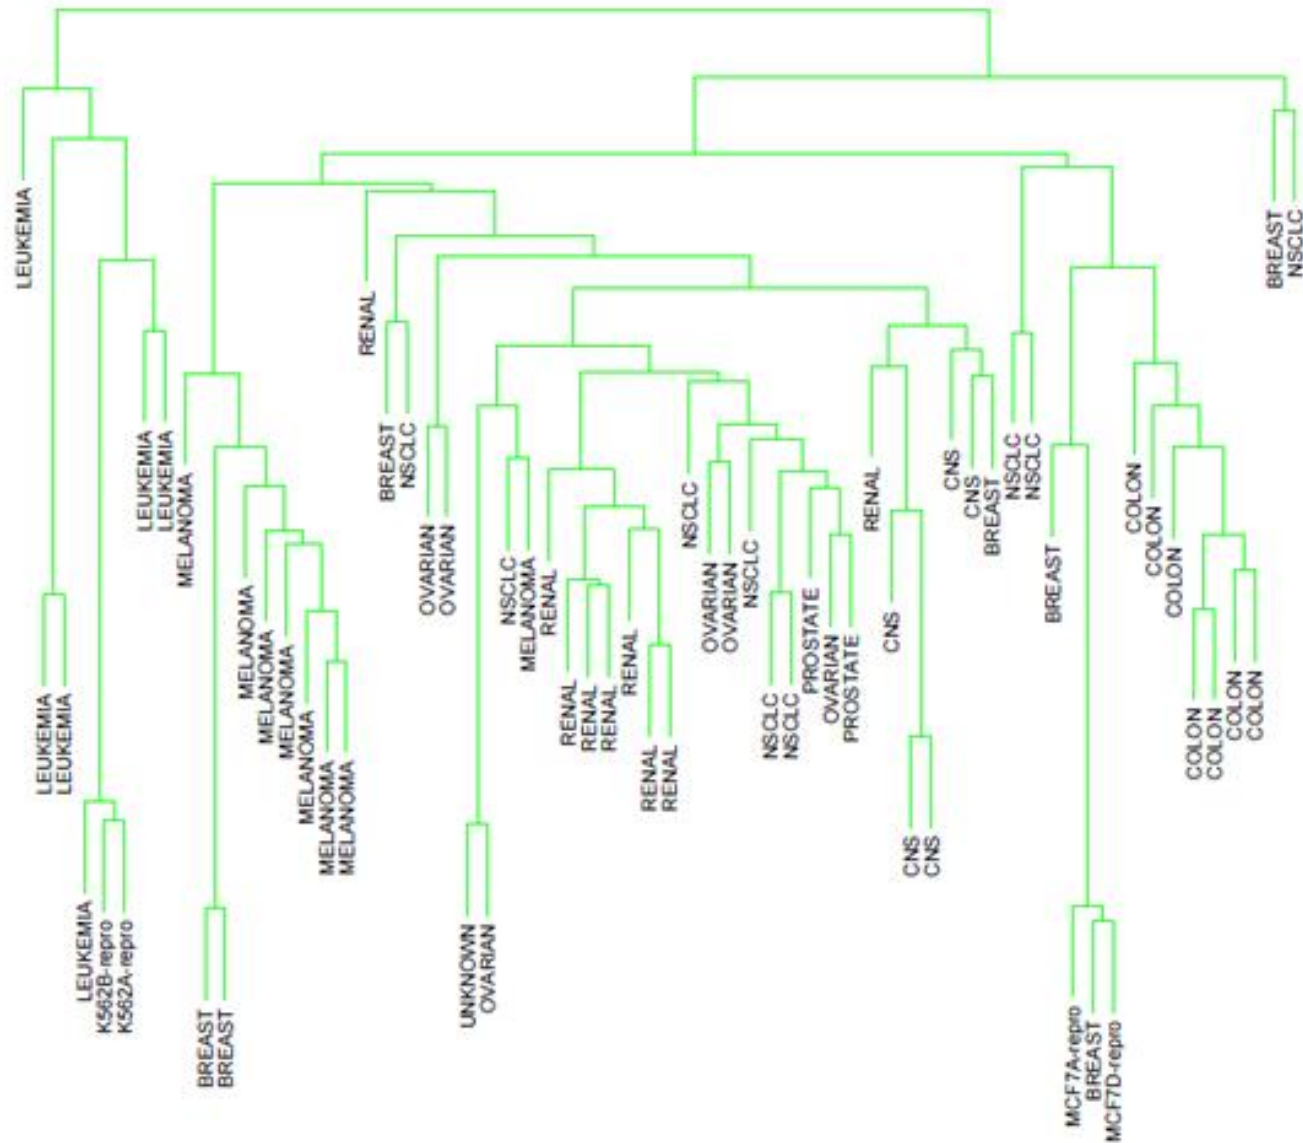 LEUKEMIA
LEUKEMIA
LEUKEMIA
LEUKEMIA
K562B-repro
K562A-repro
LEUKEMIA
LEUKEMIA
MELANOMA
BREAST
BREAST
MELANOMA
MELANOMA
MELANOMA
MELANOMA
MELANOMA
MELANOMA
RENAL
BREAST
NSCLC
OVARIAN
OVARIAN
UNKNOWN
OVARIAN
NSCLC
MELANOMA
RENAL
RENAL
RENAL
RENAL
RENAL
RENAL
RENAL
NSCLC
OVARIAN
OVARIAN
NSCLC
NSCLC
NSCLC
PROSTATE
OVARIAN
PROSTATE
RENAL
CNS
CNS
CNS
CNS
CNS
BREAST
NSCLC
NSCLC
BREAST
MCF7A-repro
BREAST
MCF7D-repro
COLON
COLON
COLON
COLON
COLON
COLON
COLON
BREAST
NSCLC